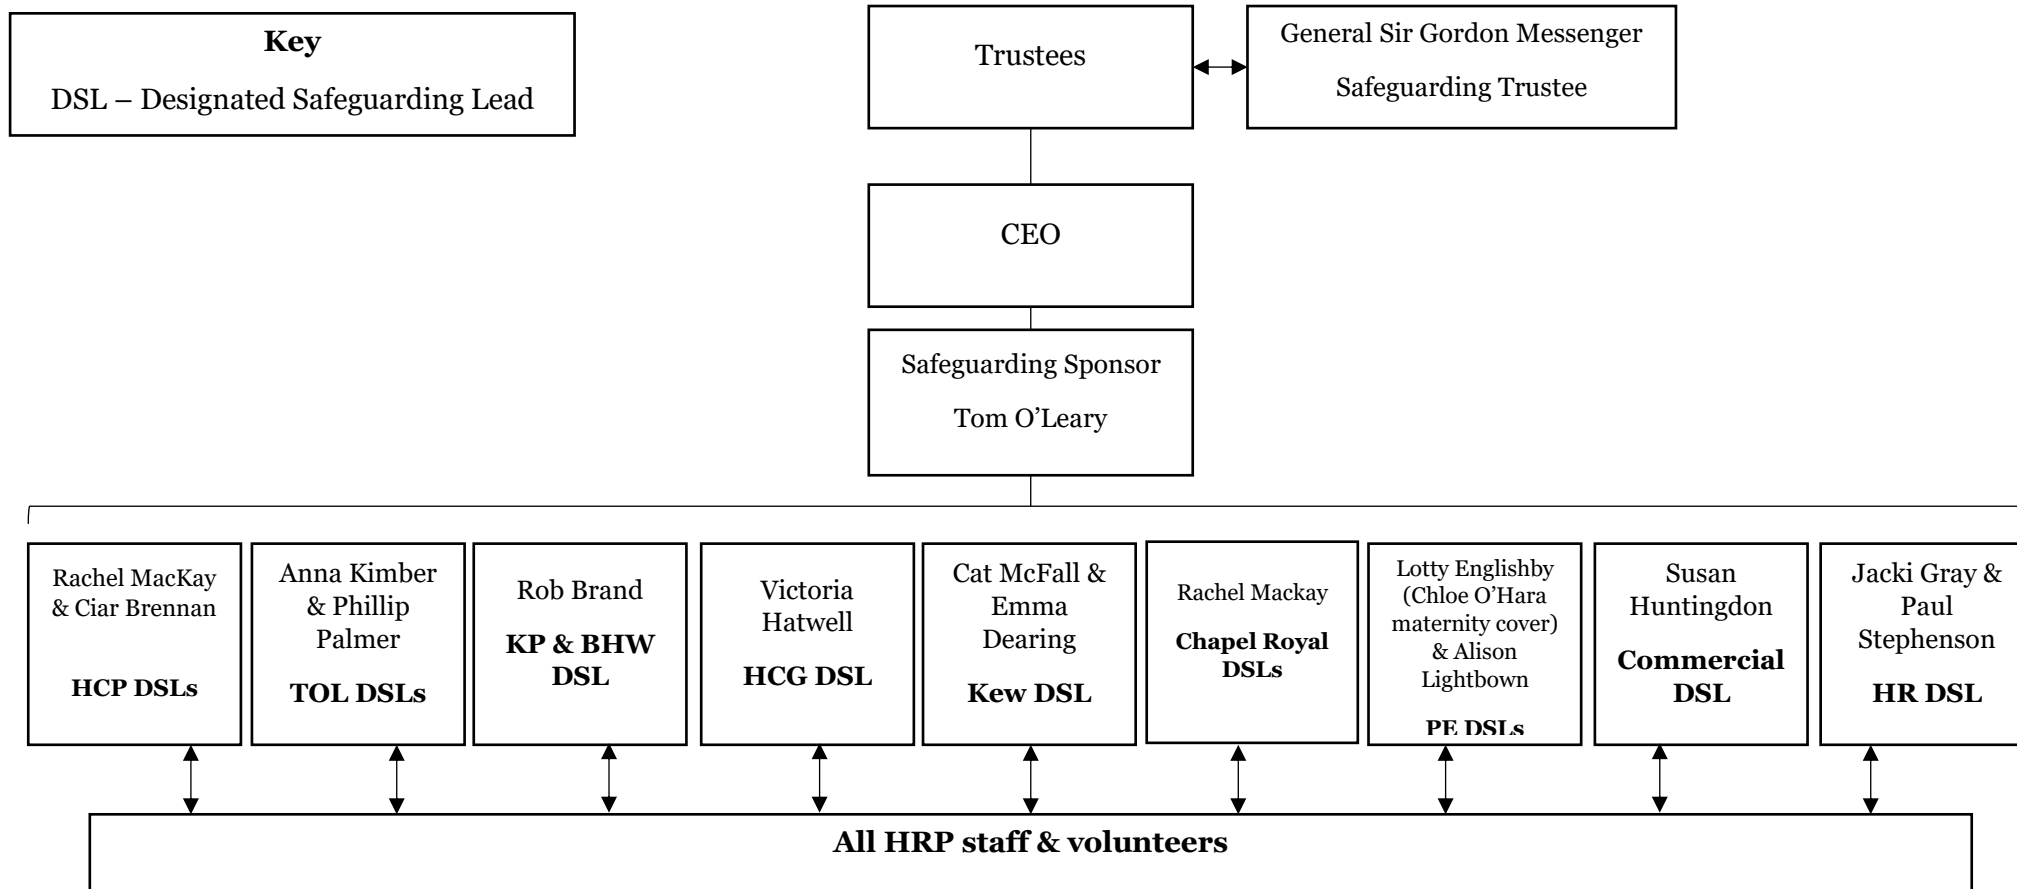 Key
DSL – Designated Safeguarding Lead
Trustees
General Sir Gordon Messenger
Safeguarding Trustee
CEO
Safeguarding Sponsor
Tom O’Leary
Rachel MacKay
& Ciar Brennan
HCP DSLs
Anna Kimber
& Phillip
Palmer
TOL DSLs
Rob Brand
KP & BHW
DSL
Victoria
Hatwell
HCG DSL
Cat McFall &
Emma
Dearing
Kew DSL
Rachel Mackay
Chapel Royal
DSLs
Lotty Englishby
(Chloe O’Hara
maternity cover)
& Alison
Lightbown
PE DSLs
Susan
Huntingdon
Commercial
DSL
Jacki Gray &
Paul
Stephenson
HR DSL
All HRP staff & volunteers